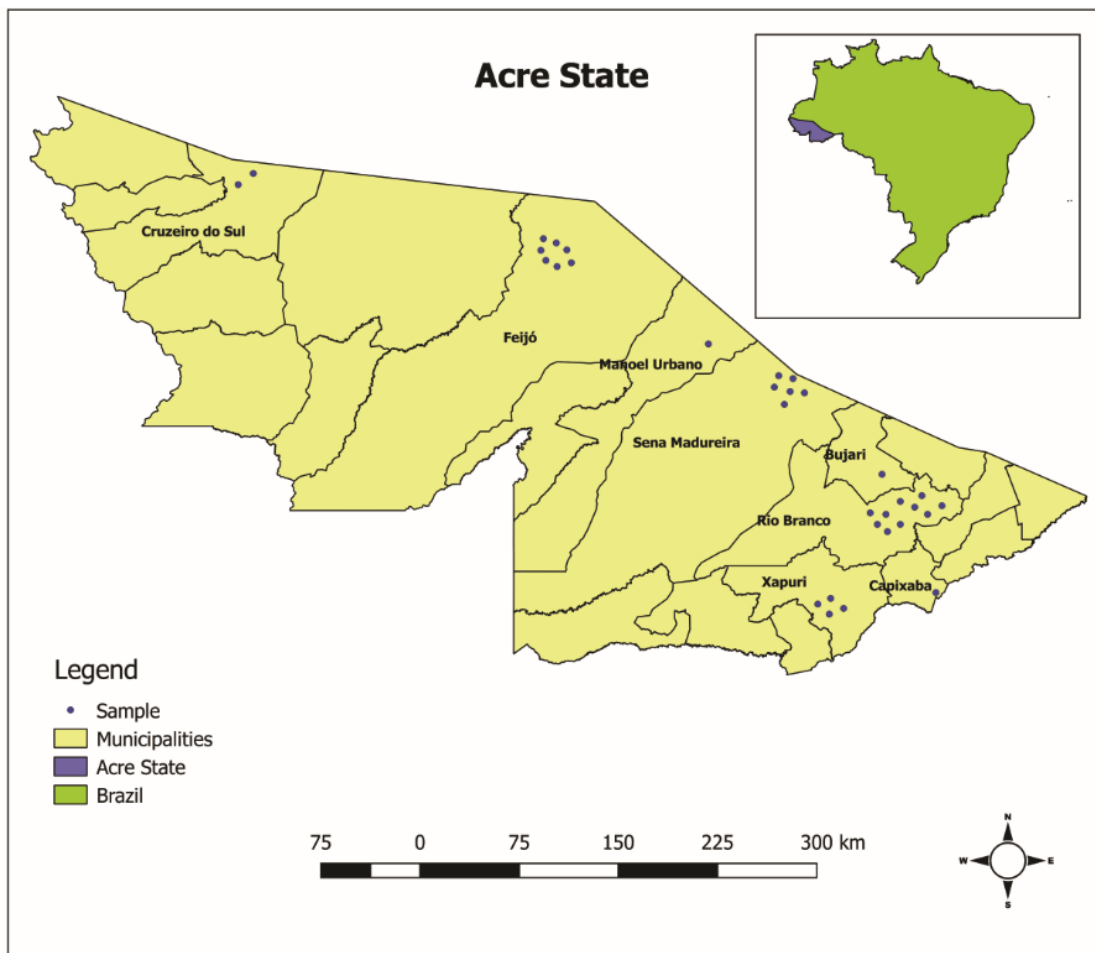 Acre State
Cruzeiro do Sul
Feijó
Manoel Urbano
Sena Madureira
Bujari
Rio Branco
Xapuri
Capixaba
Legend
Sample
Municipalities
Acre State
Brazil
75 0 75 150 225 300 km
N
W E
S